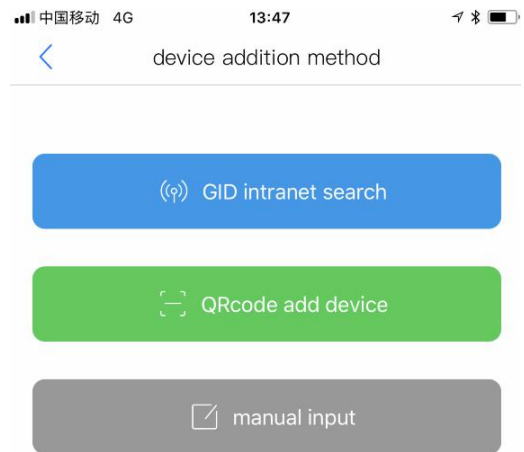 中国移动 4G 13:47
device addition method
GID intranet search
QRcode add device
manual input